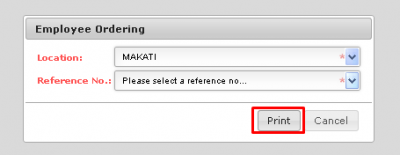 Employee Ordering
Location: MAKATI *
Reference No.: Please select a reference no... *
Print Cancel